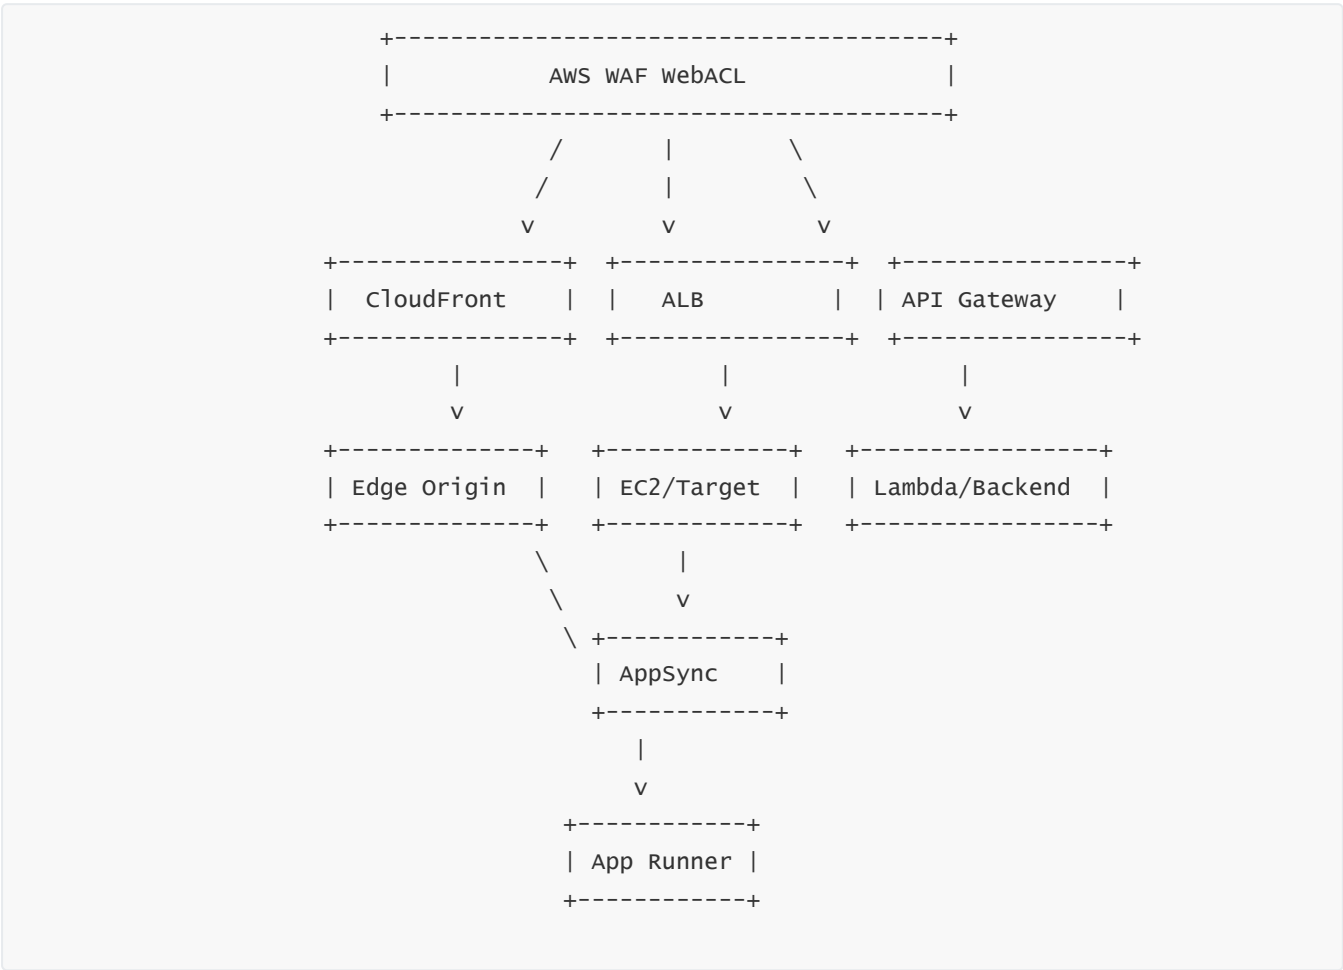 +---------------------------------------+
|           AWS WAF WebACL              |
+---------------------------------------+
/       |        \
/        |         \
v         v          v
+----------------+  +----------------+  +----------------+
|  CloudFront    |  |   ALB         |  | API Gateway    |
+----------------+  +----------------+  +----------------+
|                  |                |
v                  v                v
+--------------+   +-------------+   +-----------------+
| Edge Origin  |   | EC2/Target  |   | Lambda/Backend  |
+--------------+   +-------------+   +-----------------+
\         |
\        v
\ +------------+
| AppSync    |
+------------+
|
v
+------------+
| App Runner |
+------------+